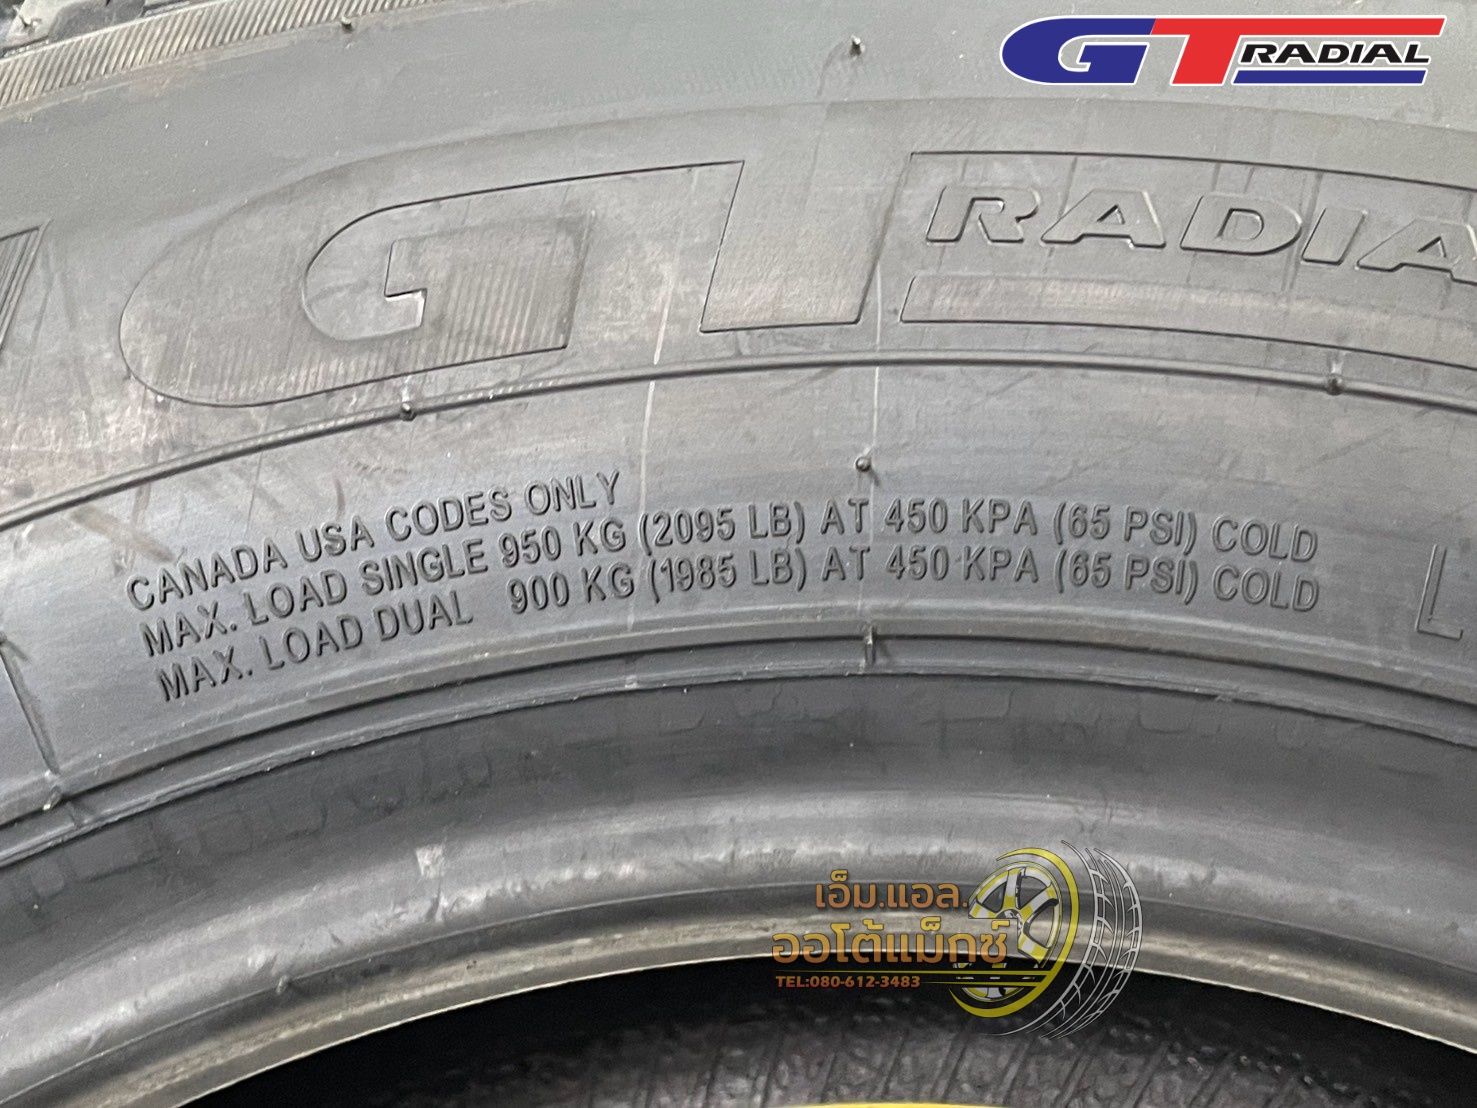 GT RADIAL
GT RADIA
CANADA USA CODES ONLY
MAX. LOAD SINGLE 950 KG (2095 LB) AT 450 KPA (65 PSI) COLD
MAX. LOAD DUAL 900 KG (1985 LB) AT 450 KPA (65 PSI) COLD
L
เอ็ม.แอล.
ออโต้แม็กซ์
TEL:080-612-3483